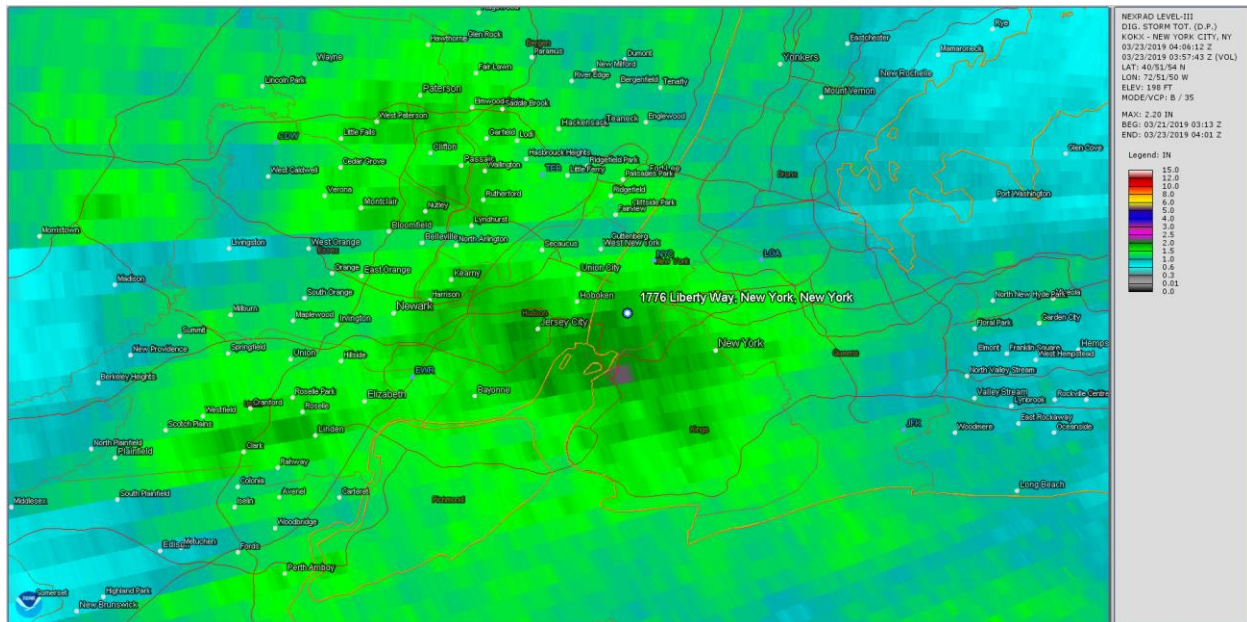 Hawthorne
Glen Rock
Bergen
Paramus
Dumont
Eastchester
Rye
Wayne
New Milford
River Edge
Bergenfield
Tenafly
Yonkers
Mamaroneck
New Rochelle
Lincoln Park
Fair Lawn
Paterson
Mount Vernon
Elmwood
Saddle Brook
West Paterson
Hackensack
Teaneck
Englewood
Little Falls
Garfield
Lodi
CDW
Clifton
Hasbrouck Heights
Glen Cove
Cedar Grove
Passaic
Wallington
Ridgefield Park
Fort Lee
West Caldwell
TEB
Little Ferry
Palisades Park
Bronx
Verona
Rutherford
Ridgefield
Port Washington
Montclair
Nutley
Cliffside Park
Fairview
Lyndhurst
Morristown
Bloomfield
Guttenberg
Livingston
West Orange
Belleville
North Arlington
Secaucus
West New York
Essex
New York
LGA
Orange
East Orange
Kearny
Union City
Madison
South Orange
Harrison
Hoboken
1776 Liberty Way, New York, New York
North New Hyde Park
Mineola
Newark
Milburn
Maplewood
Irvington
Hudson
Jersey City
Floral Park
Garden City
Summit
New York
New Providence
Springfield
Union
Hillside
Queens
Elmont
Franklin Square
Hemps
West Hempstead
Berkeley Heights
EWR
North Valley Stream
Roselle Park
Elizabeth
Bayonne
Valley Stream
Rockville Centre
Westfield
Cranford
Roselle
Lynbrook
Scotch Plains
Linden
Kings
JFK
East Rockaway
Woodmere
Oceanside
North Plainfield
Plainfield
Clark
Rahway
Colonia
Long Beach
Middlesex
South Plainfield
Iselin
Avenel
Carteret
Richmond
Woodbridge
Edison
Metuchen
Fords
Perth Amboy
Somerset
Highland Park
New Brunswick
NEXRAD LEVEL-III
DIG. STORM TOT. (D.P.)
KOKX - NEW YORK CITY, NY
03/23/2019 04:06:12 Z
03/23/2019 03:57:43 Z (VOL)
LAT: 40/51/54 N
LON: 72/51/50 W
ELEV: 198 FT
MODE/VCP: B / 35
MAX: 2.20 IN
BEG: 03/21/2019 03:13 Z
END: 03/23/2019 04:01 Z
Legend: IN
15.0
12.0
10.0
8.0
6.0
5.0
4.0
3.0
2.5
2.0
1.5
1.0
0.6
0.3
0.01
0.0